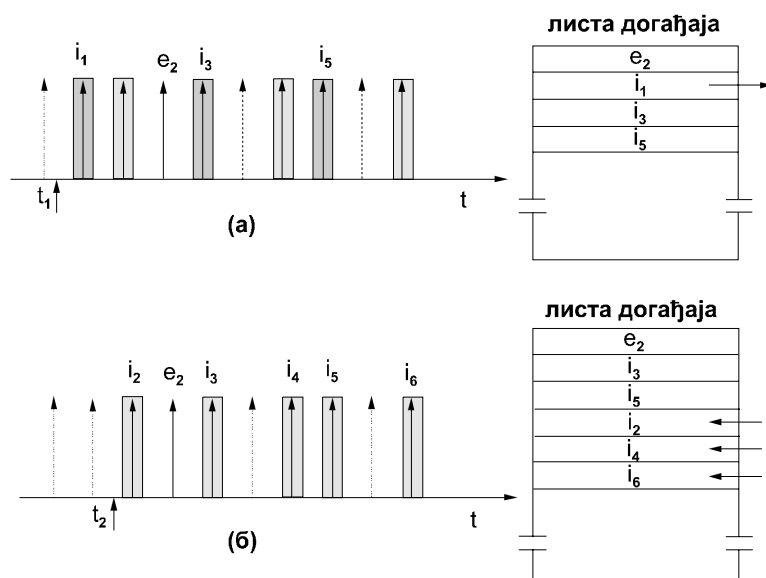 листа догађаја
i1 e2 i3 i5
e2
i1
i3
i5
t1 t
(а)
листа догађаја
i2 e2 i3 i4 i5 i6
e2
i3
i5
i2
i4
i6
t2 t
(б)